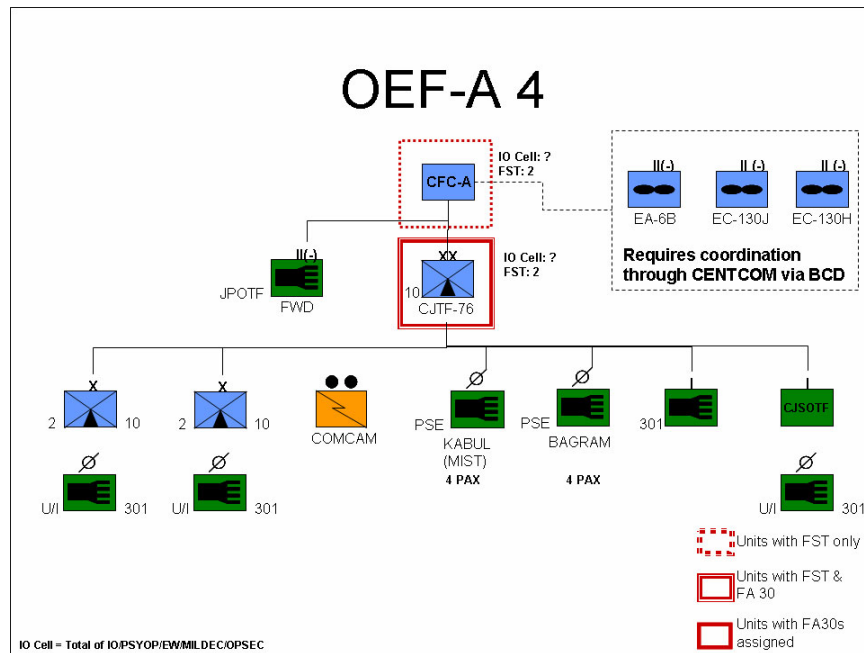 OEF-A 4
IO Cell: ?
FST: 2
CFC-A
II(-)
II(-)
II(-)
EA-6B
EC-130J
EC-130H
Requires coordination
through CENTCOM via BCD
II(-)
JPOTF
FWD
XX
10
CJTF-76
IO Cell: ?
FST: 2
X
2
10
X
2
10
COMCAM
PSE
KABUL
(MIST)
4 PAX
PSE
BAGRAM
4 PAX
I
301
I
CJSOTF
U/I
301
U/I
301
U/I
301
Units with FST only
Units with FST &
FA 30
Units with FA30s
assigned
IO Cell = Total of IO/PSYOP/EW/MILDEC/OPSEC